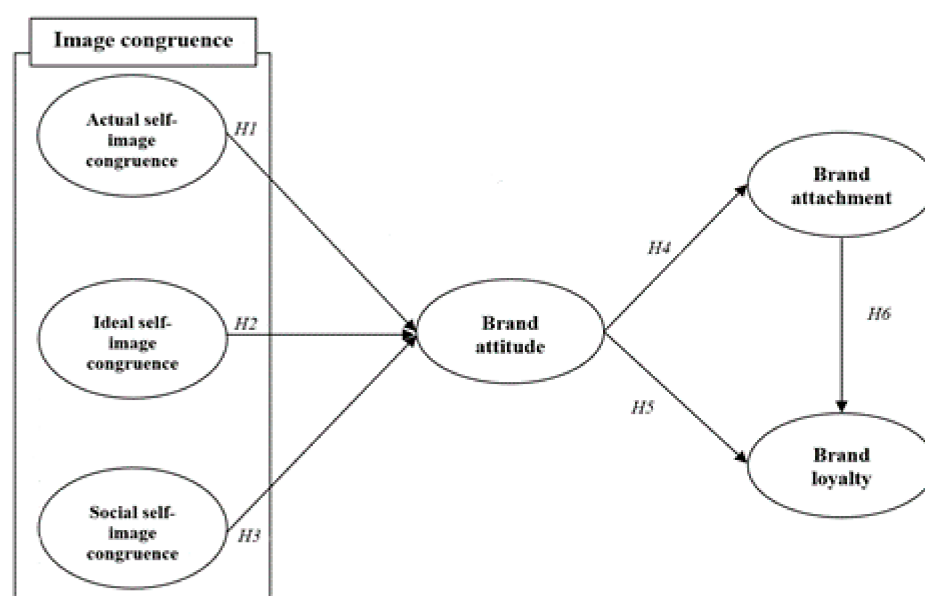 Image congruence
Actual self-
image
congruence
H1
Ideal self-
image
congruence
H2
Social self-
image
congruence
H3
Brand
attitude
H4
H5
Brand
attachment
H6
Brand
loyalty